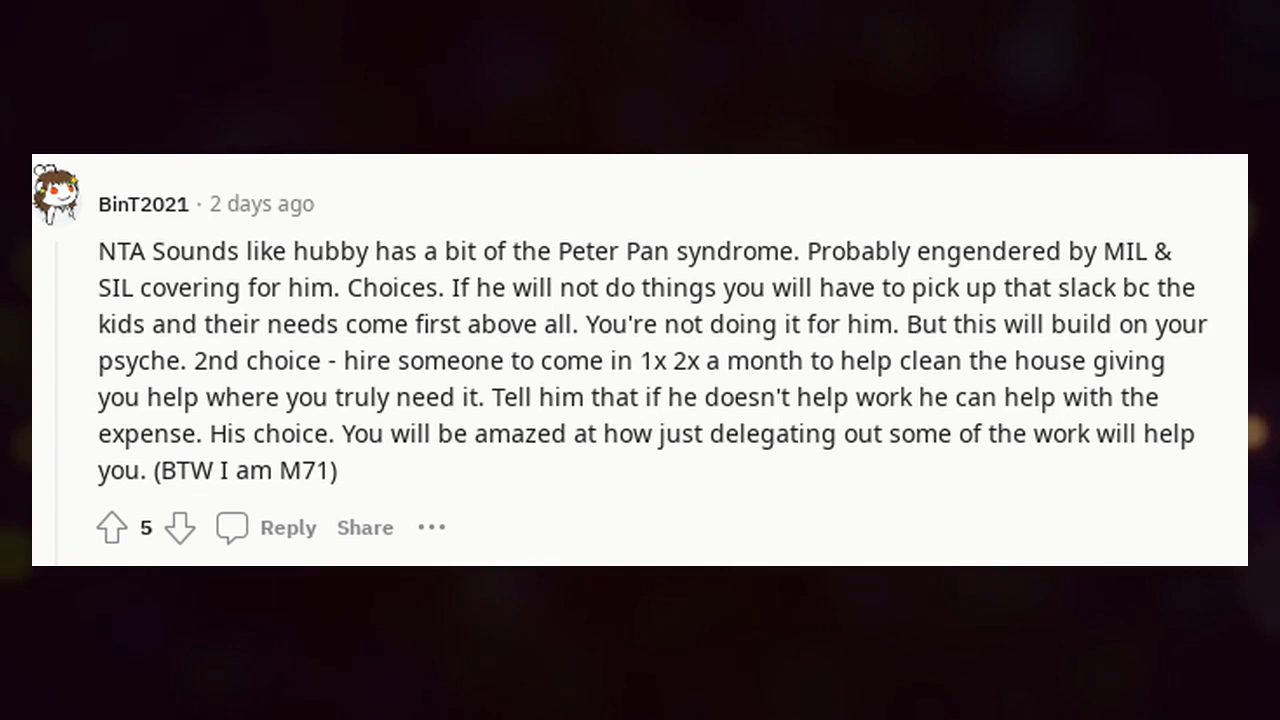 BinT2021 · 2 days ago
NTA Sounds like hubby has a bit of the Peter Pan syndrome. Probably engendered by MIL &
SIL covering for him. Choices. If he will not do things you will have to pick up that slack bc the
kids and their needs come first above all. You're not doing it for him. But this will build on your
psyche. 2nd choice - hire someone to come in 1x 2x a month to help clean the house giving
you help where you truly need it. Tell him that if he doesn't help work he can help with the
expense. His choice. You will be amazed at how just delegating out some of the work will help
you. (BTW I am M71)
5 Reply Share ···